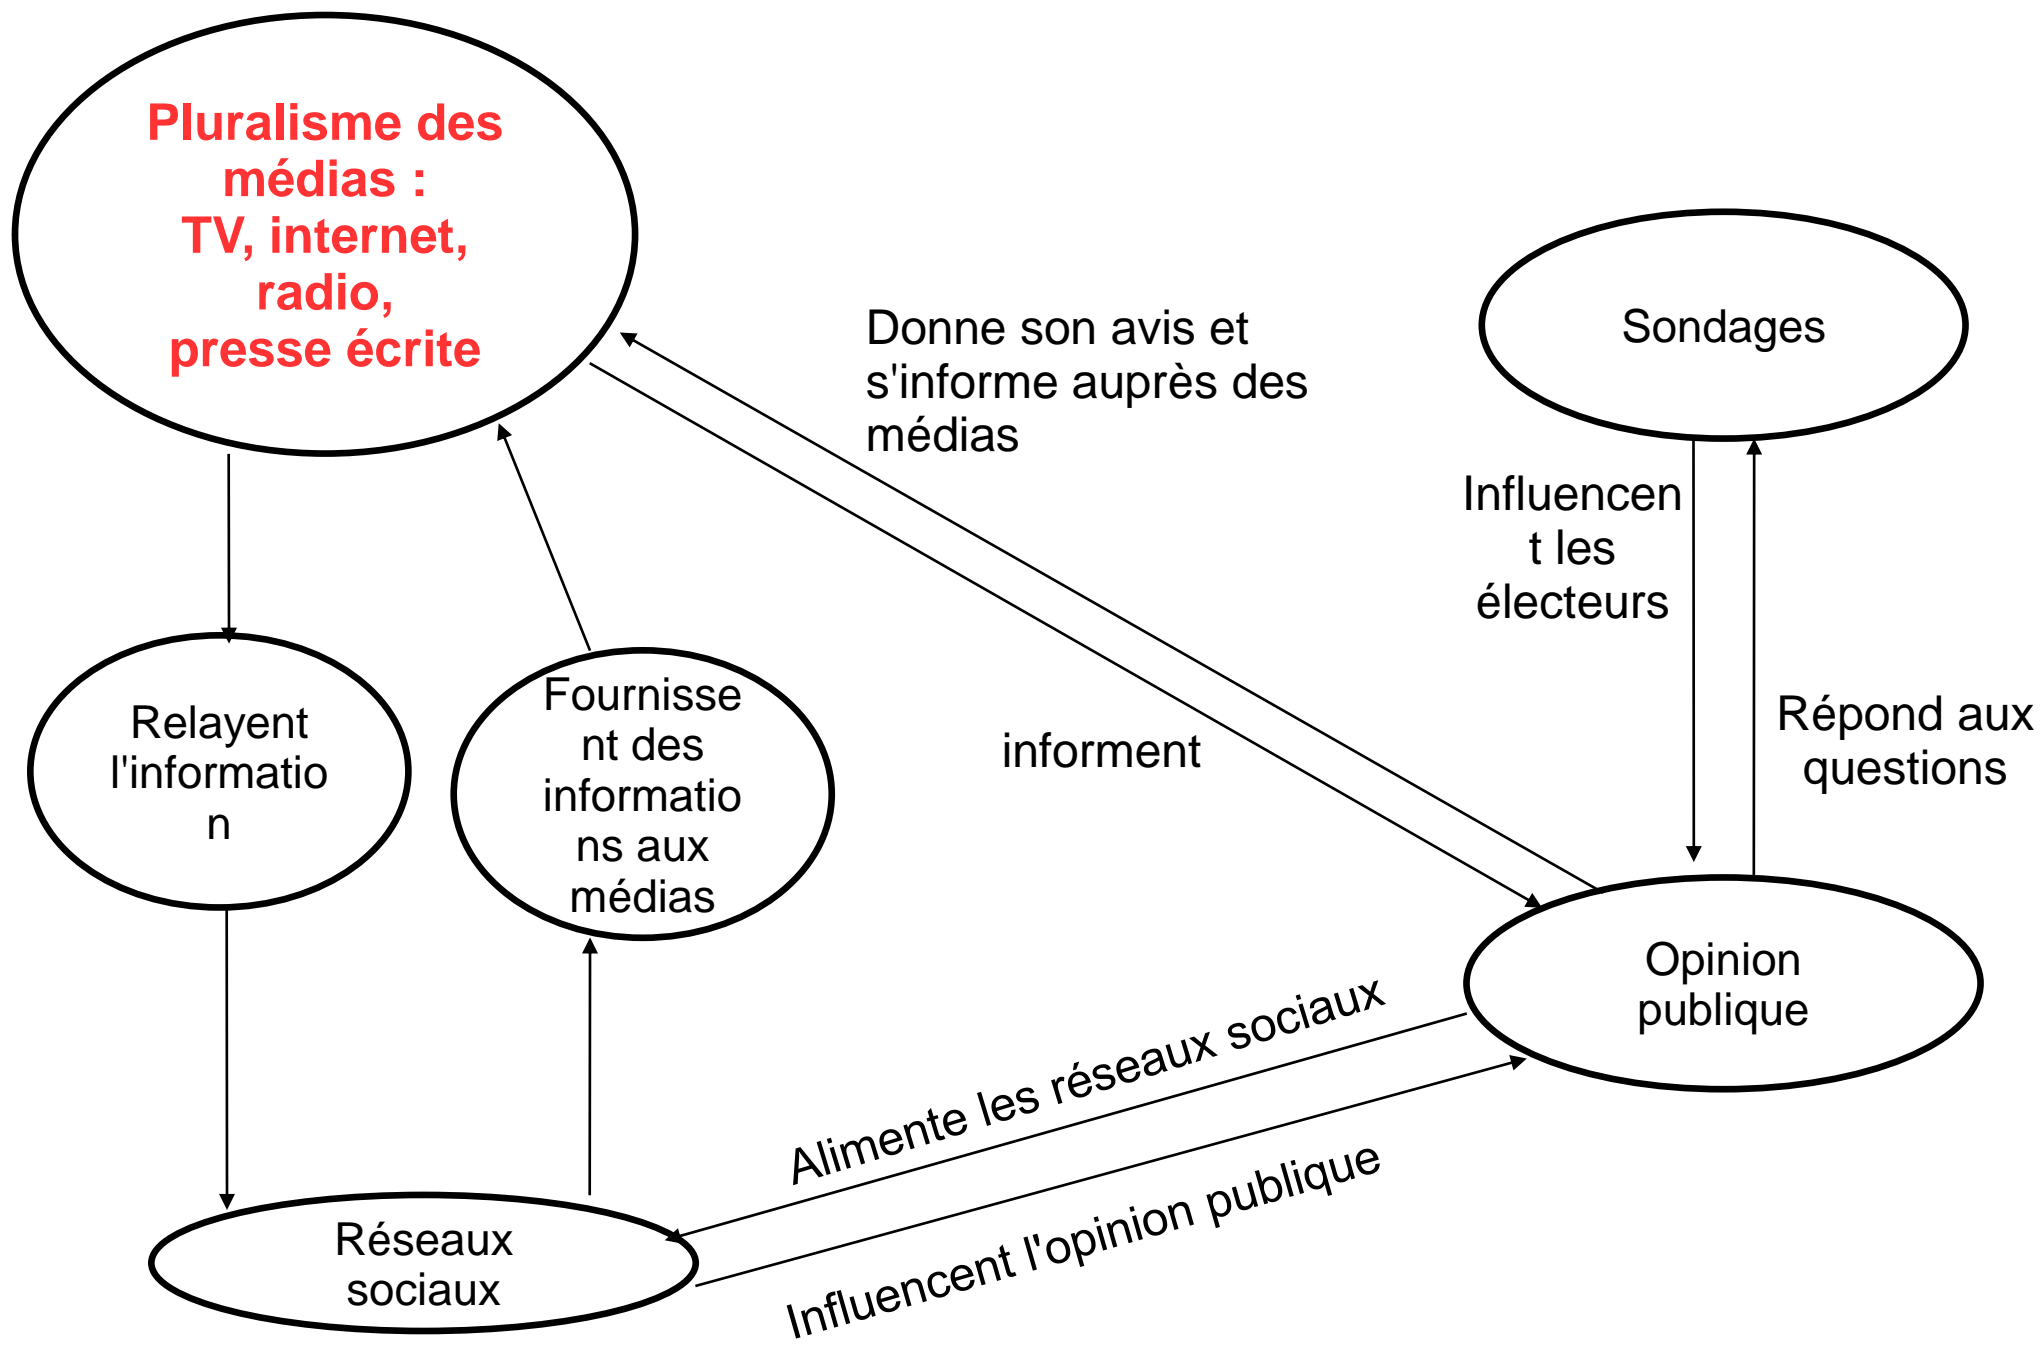 Pluralisme des
médias :
TV, internet,
radio,
presse écrite
Sondages
Donne son avis et
s'informe auprès des
médias
Influencen
t les
électeurs
Relayent
l'informatio
n
Fournisse
nt des
informatio
ns aux
médias
informent
Répond aux
questions
Opinion
publique
Alimente les réseaux sociaux
Influencent l'opinion publique
Réseaux
sociaux